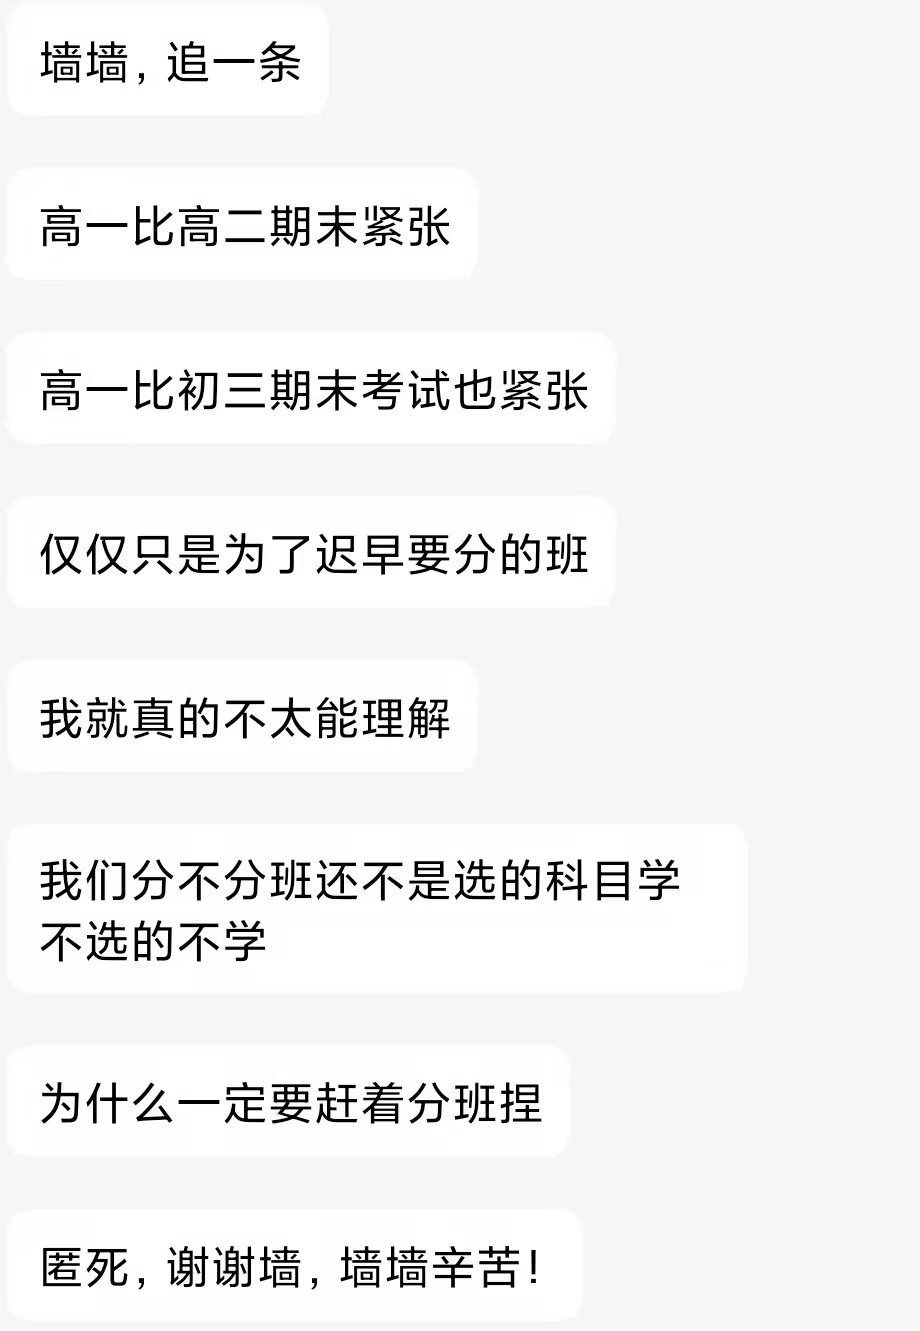 墙墙，追一条
高一比高二期末紧张
高一比初三期末考试也紧张
仅仅只是为了迟早要分的班
我就真的不太能理解
我们分不分班还不是选的科目学
不选的不学
为什么一定要赶着分班捏
匿死，谢谢墙，墙墙辛苦！